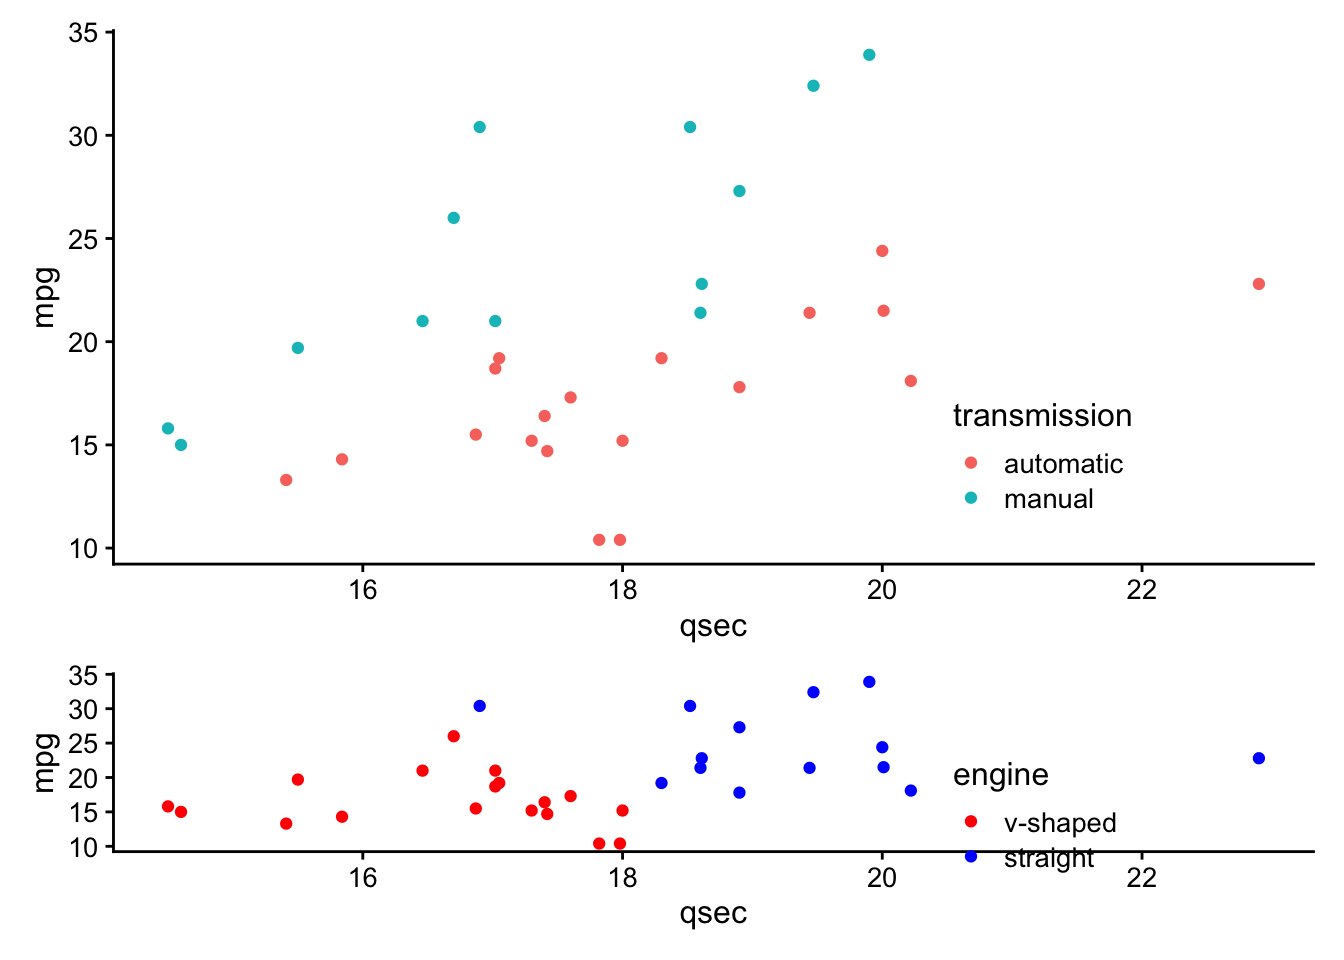 35
30
25
20
15
10
mpg
transmission
automatic
manual
16 18 20 22
qsec
35
30
25
20
15
10
mpg
engine
v-shaped
straight
16 18 20 22
qsec